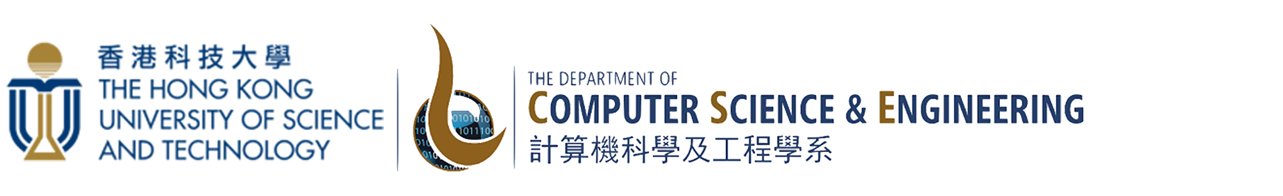 香港科技大學
THE HONG KONG
UNIVERSITY OF SCIENCE
AND TECHNOLOGY
THE DEPARTMENT OF
COMPUTER SCIENCE & ENGINEERING
計算機科學及工程學系